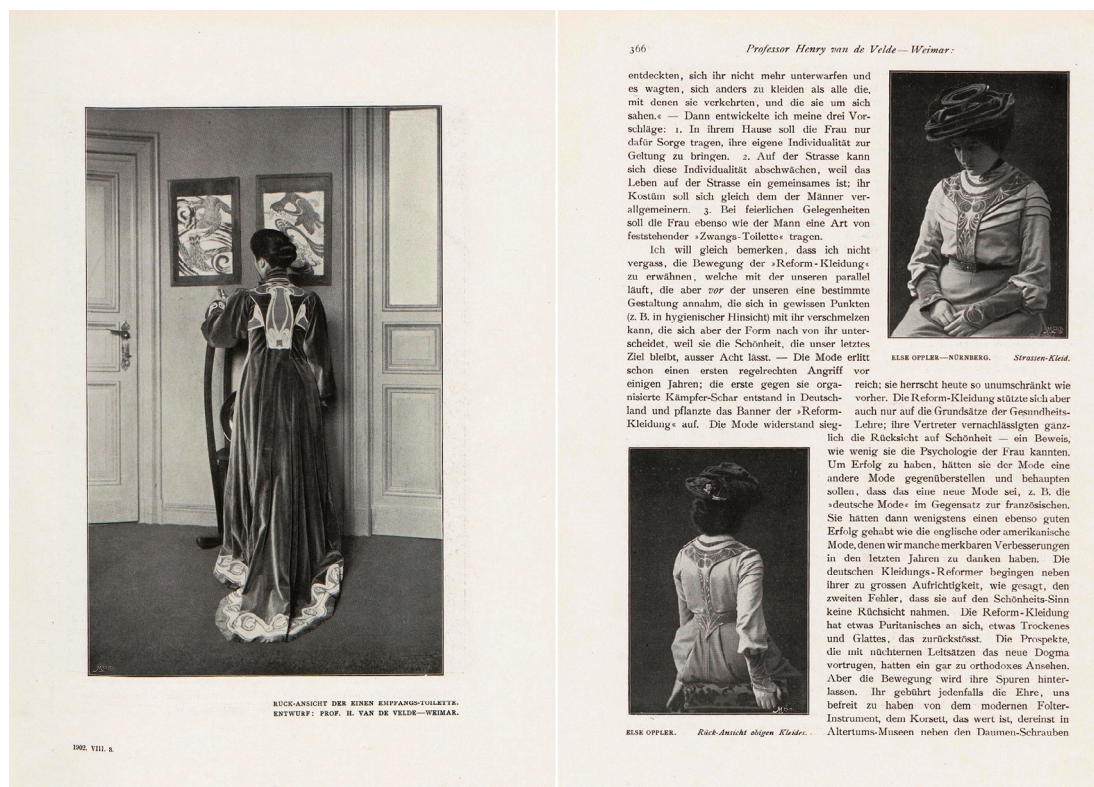 RÜCK-ANSICHT DER EINEN EMPFANGS-TOILETTE.
ENTWURF: PROF. H. VAN DE VELDE—WEIMAR.
1902. VIII. 3.
366
Professor Henry van de Velde — Weimar:
entdeckten, sich ihr nicht mehr unterwarfen und
es wagten, sich anders zu kleiden als alle die,
mit denen sie verkehrten, und die sie um sich
sahen.« — Dann entwickelte ich meine drei Vor-
schläge: 1. In ihrem Hause soll die Frau nur
dafür Sorge tragen, ihre eigene Individualität zur
Geltung zu bringen. 2. Auf der Strasse kann
sich diese Individualität abschwächen, weil das
Leben auf der Strasse ein gemeinsames ist; ihr
Kostüm soll sich gleich dem der Männer ver-
allgemeinern. 3. Bei feierlichen Gelegenheiten
soll die Frau ebenso wie der Mann eine Art von
feststehender »Zwangs-Toilette« tragen.
Ich will gleich bemerken, dass ich nicht
vergass, die Bewegung der »Reform-Kleidung«
zu erwähnen, welche mit der unseren parallel
läuft, die aber vor der unseren eine bestimmte
Gestaltung annahm, die sich in gewissen Punkten
(z. B. in hygienischer Hinsicht) mit ihr verschmelzen
kann, die sich aber der Form nach von ihr unter-
scheidet, weil sie die Schönheit, die unser letztes
Ziel bleibt, ausser Acht lässt. — Die Mode erlitt
schon einen ersten regelrechten Angriff vor
einigen Jahren; die erste gegen sie orga-
nisierte Kämpfer-Schar entstand in Deutsch-
land und pflanzte das Banner der »Reform-
Kleidung« auf. Die Mode widerstand sieg-
ELSE OPPLER—NÜRNBERG. Strassen-Kleid.
reich; sie herrscht heute so unumschränkt wie
vorher. Die Reform-Kleidung stützte sich aber
auch nur auf die Grundsätze der Gesundheits-
Lehre; ihre Vertreter vernachlässigten gänz-
lich die Rücksicht auf Schönheit — ein Beweis,
wie wenig sie die Psychologie der Frau kannten.
Um Erfolg zu haben, hätten sie der Mode eine
andere Mode gegenüberstellen und behaupten
sollen, dass das eine neue Mode sei, z. B. die
»deutsche Mode« im Gegensatz zur französischen.
Sie hätten dann wenigstens einen ebenso guten
Erfolg gehabt wie die englische oder amerikanische
Mode, denen wir manche merkbaren Verbesserungen
in den letzten Jahren zu danken haben. Die
deutschen Kleidungs-Reformer begingen neben
ihrer zu grossen Aufrichtigkeit, wie gesagt, den
zweiten Fehler, dass sie auf den Schönheits-Sinn
keine Rücksicht nahmen. Die Reform-Kleidung
hat etwas Puritanisches an sich, etwas Trockenes
und Glattes, das zurückstösst. Die Prospekte,
die mit nüchternen Leitsätzen das neue Dogma
vortrugen, hatten ein gar zu orthodoxes Ansehen.
Aber die Bewegung wird ihre Spuren hinter-
lassen. Ihr gebührt jedenfalls die Ehre, uns
befreit zu haben von dem modernen Folter-
Instrument, dem Korsett, das wert ist, dereinst in
Altertums-Museen neben den Daumen-Schrauben
ELSE OPPLER. Rück-Ansicht obigen Kleides.